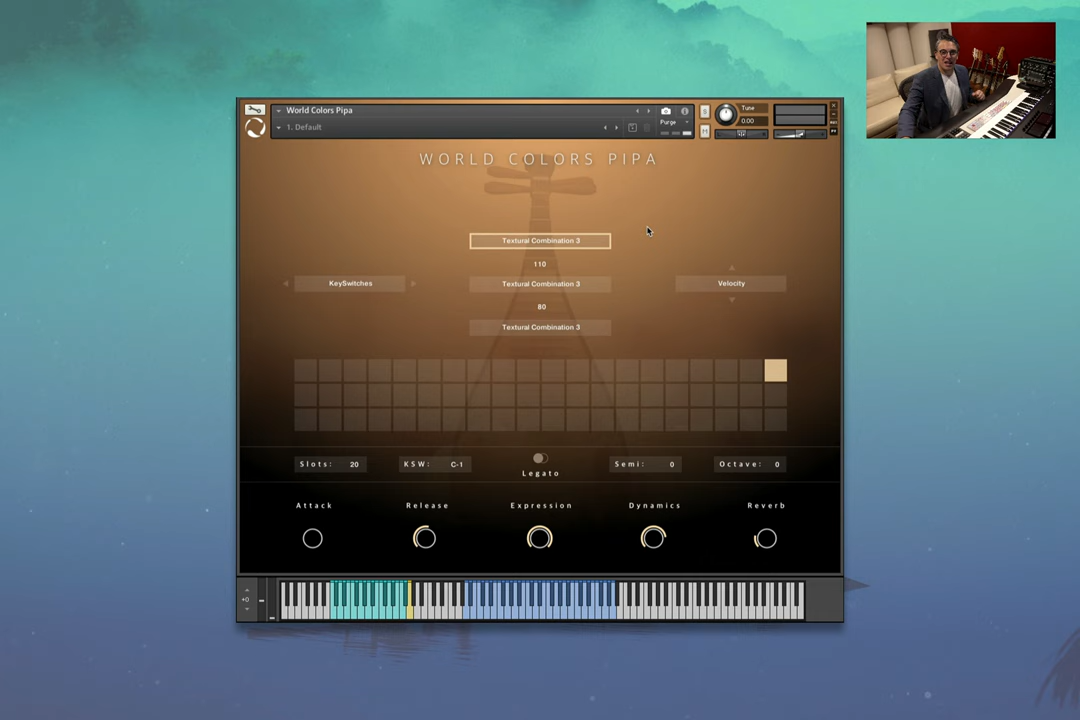 World Colors Pipa
1. Default
Purge
S
M
Tune
0.00
WORLD COLORS PIPA
Textural Combination 3
110
KeySwitches
Textural Combination 3
Velocity
80
Textural Combination 3
Slots: 20
KSW: C-1
Legato
Semi: 0
Octave: 0
Attack
Release
Expression
Dynamics
Reverb
+0